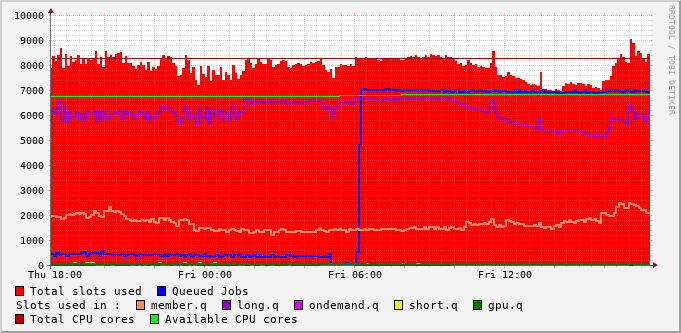 10000
9000
8000
7000
6000
5000
4000
3000
2000
1000
0
Thu 18:00 Fri 00:00 Fri 06:00 Fri 12:00
RRDTOOL / TOBI OETIKER
Total slots used Queued Jobs
Slots used in : member.q long.q ondemand.q short.q gpu.q
Total CPU cores Available CPU cores